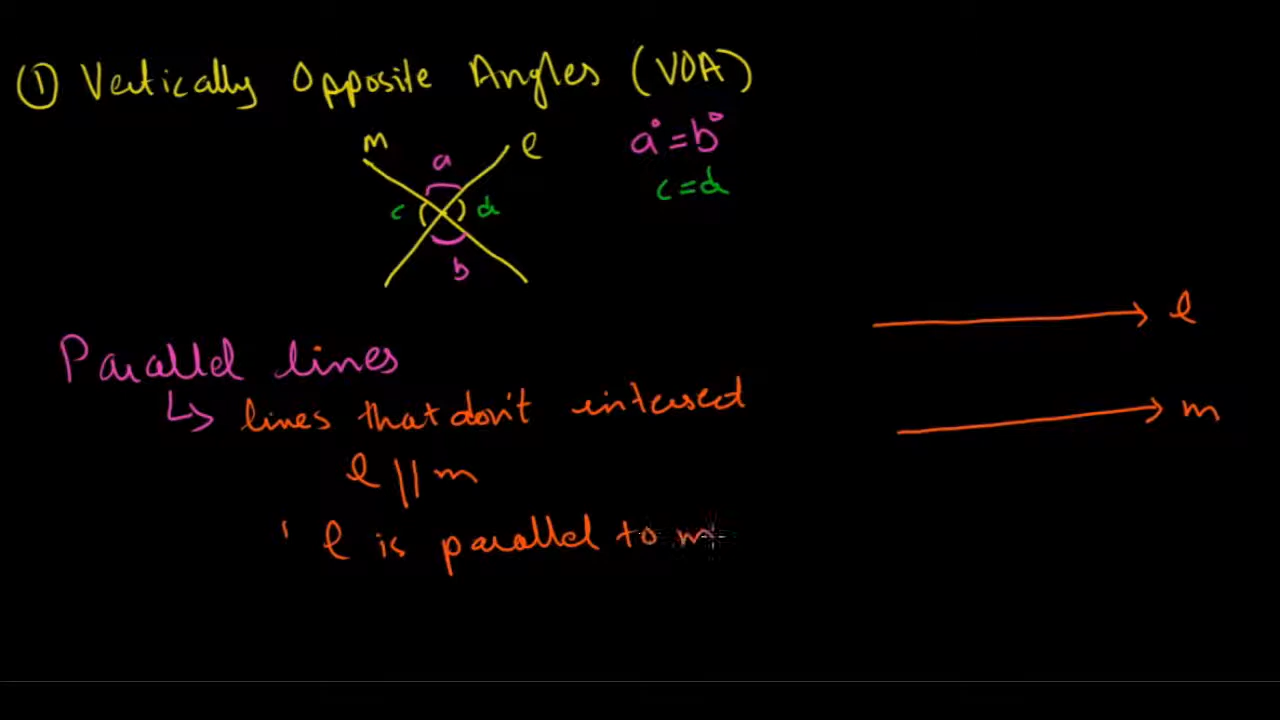 ① Vertically Opposite Angles (VOA)
m
l
a
a° = b°
c = d
c
d
b
l
Parallel lines
↳ lines that don't intersect
m
l || m
' l is parallel to m